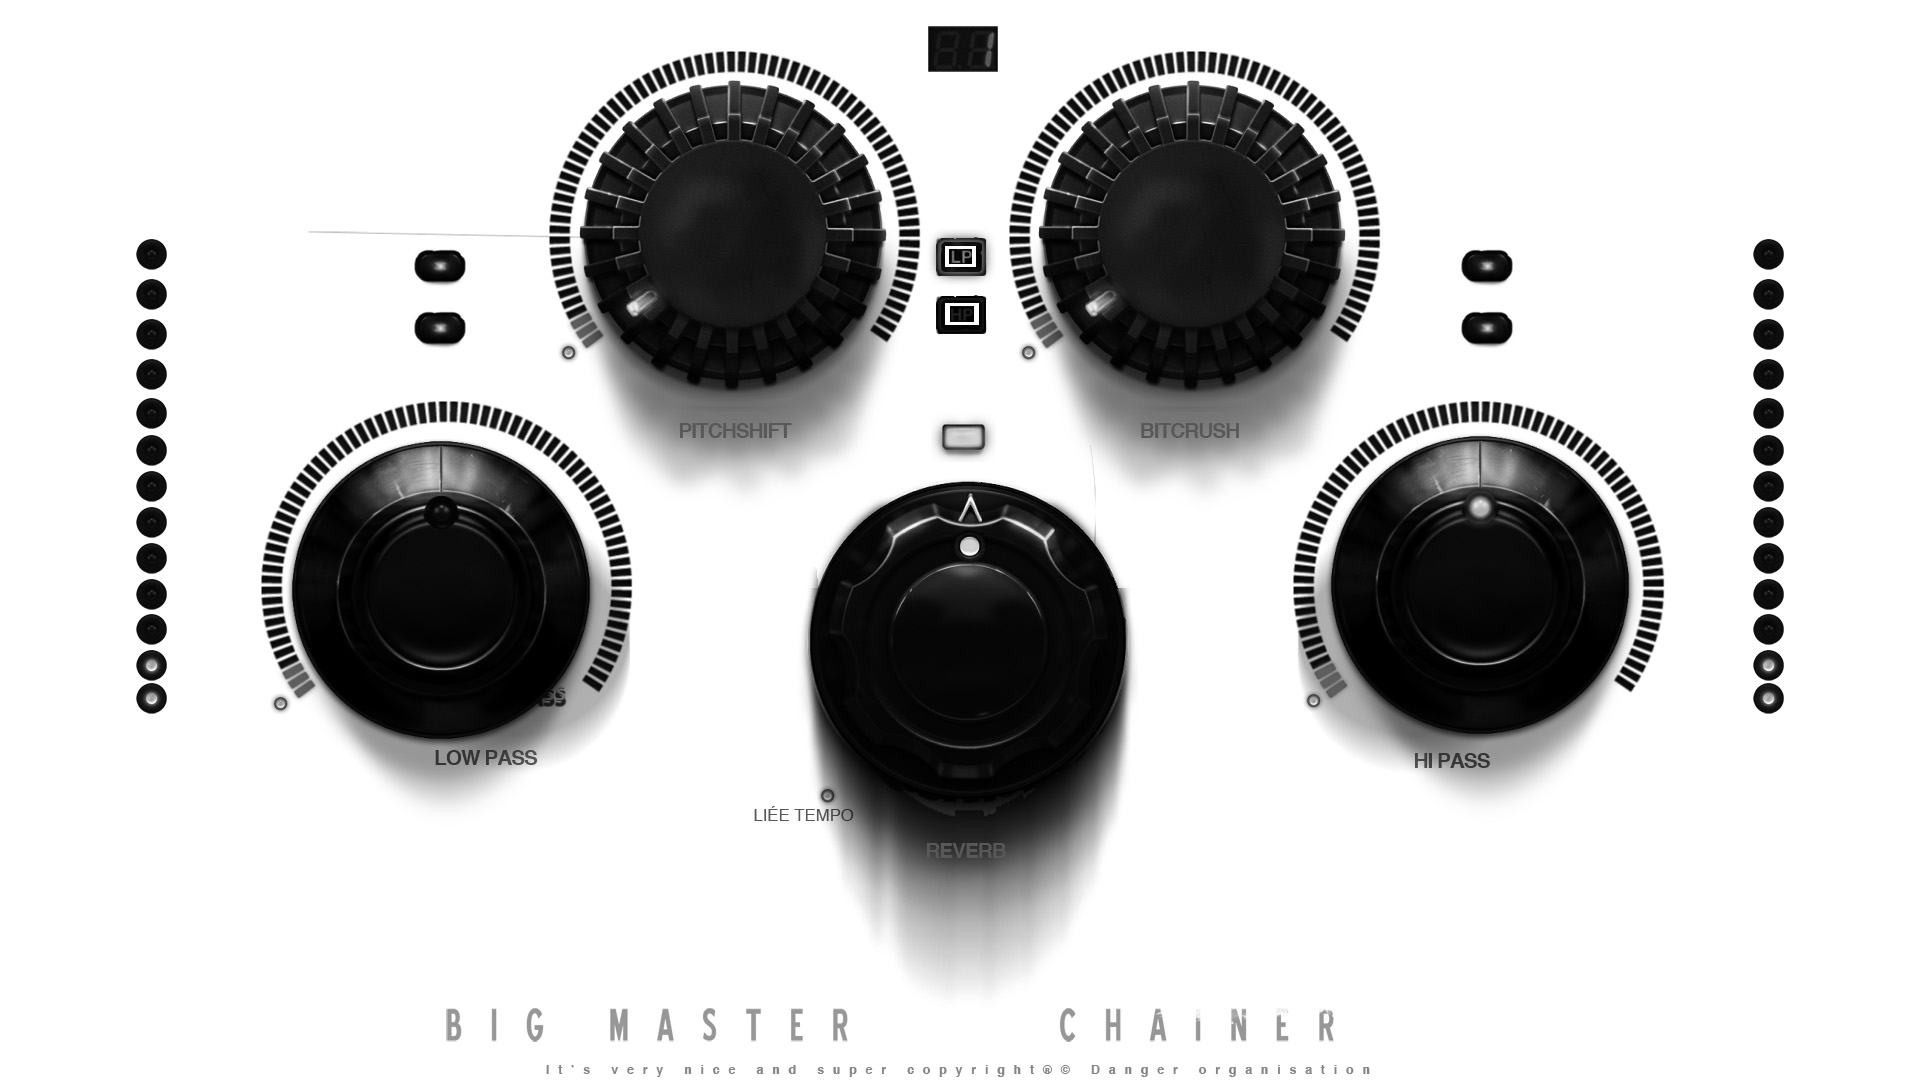 1
LP
HP
PITCHSHIFT
BITCRUSH
LOW PASS
HI PASS
LIÉE TEMPO
REVERB
BIG MASTER CHAINER
It's very nice and super copyright®© Danger organisation